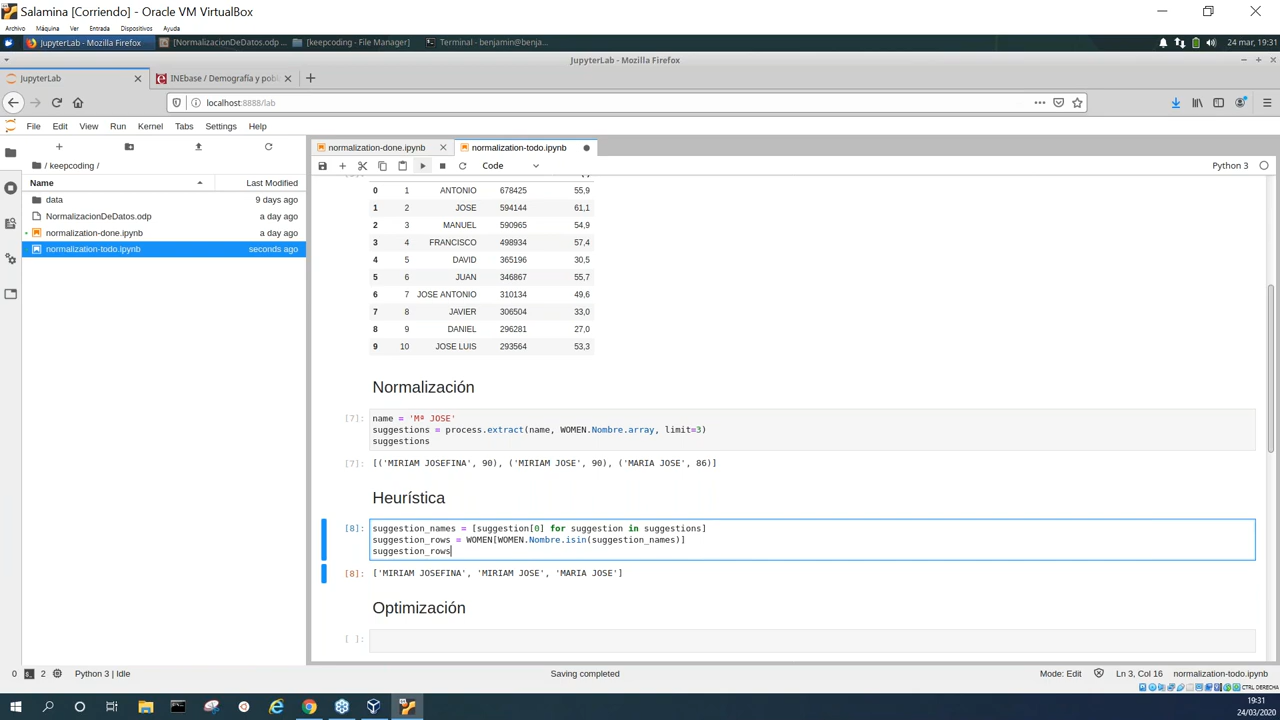 Salamina [Corriendo] - Oracle VM VirtualBox
Archivo Máquina Ver Entrada Dispositivos Ayuda
JupyterLab - Mozilla Firefox [NormalizacionDeDatos.odp ... [keepcoding - File Manager] Terminal - benjamin@benja... 24 mar, 19:31
JupyterLab - Mozilla Firefox
JupyterLab INEbase / Demografía y pobl
localhost:8888/lab
File Edit View Run Kernel Tabs Settings Help
normalization-done.ipynb normalization-todo.ipynb
/ keepcoding /
Code Python 3
Name Last Modified
data 9 days ago
NormalizacionDeDatos.odp a day ago
normalization-done.ipynb a day ago
normalization-todo.ipynb seconds ago
0 1 ANTONIO 678425 55,9
1 2 JOSE 594144 61,1
2 3 MANUEL 590965 54,9
3 4 FRANCISCO 498934 57,4
4 5 DAVID 365196 30,5
5 6 JUAN 346867 55,7
6 7 JOSE ANTONIO 310134 49,6
7 8 JAVIER 306504 33,0
8 9 DANIEL 296281 27,0
9 10 JOSE LUIS 293564 53,3
Normalización
[7]: name = 'Mª JOSE'
suggestions = process.extract(name, WOMEN.Nombre.array, limit=3)
suggestions
[7]: [('MIRIAM JOSEFINA', 90), ('MIRIAM JOSE', 90), ('MARIA JOSE', 86)]
Heurística
[8]: suggestion_names = [suggestion[0] for suggestion in suggestions]
suggestion_rows = WOMEN[WOMEN.Nombre.isin(suggestion_names)]
suggestion_rows
[8]: ['MIRIAM JOSEFINA', 'MIRIAM JOSE', 'MARIA JOSE']
Optimización
[ ]:
0 2 Python 3 | Idle Saving completed Mode: Edit Ln 3, Col 16 normalization-todo.ipynb
CTRL DERECHA
19:31
24/03/2020